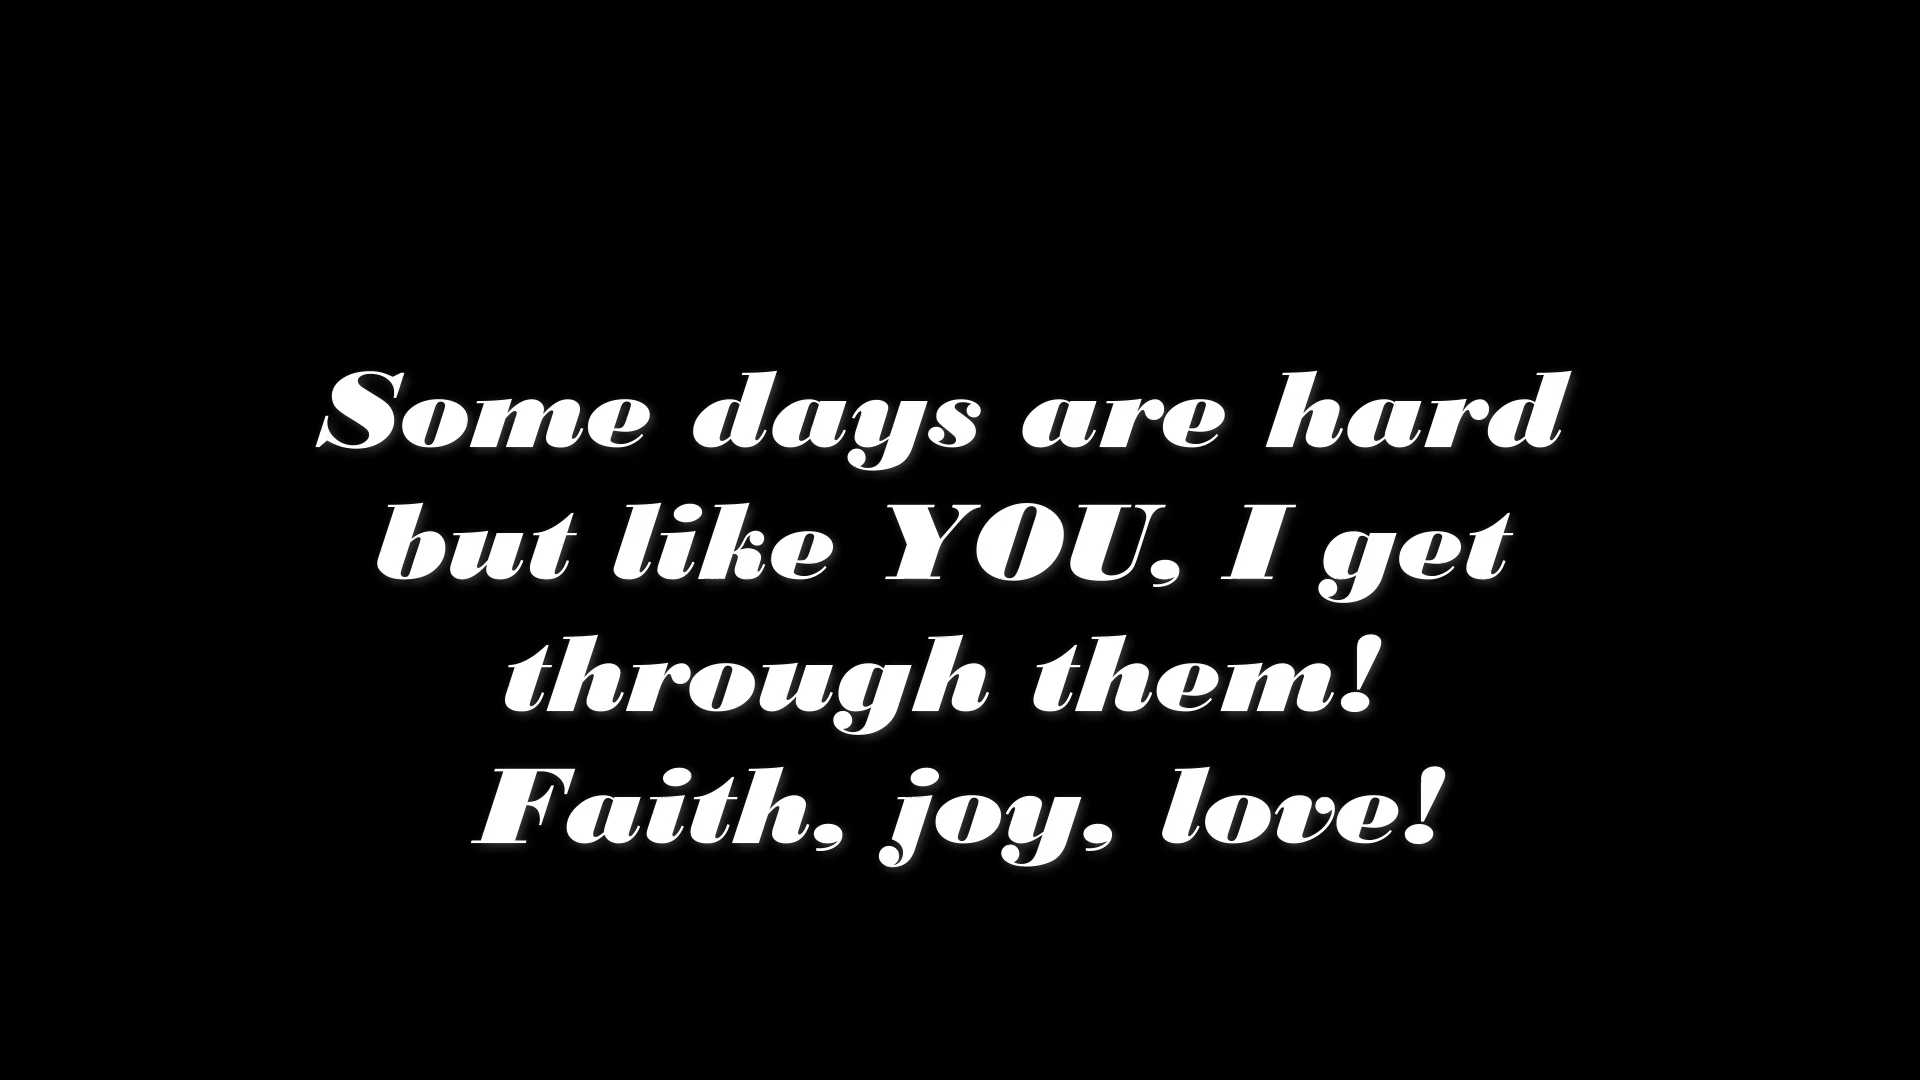 Some days are hard
but like YOU, I get
through them!
Faith, joy, love!